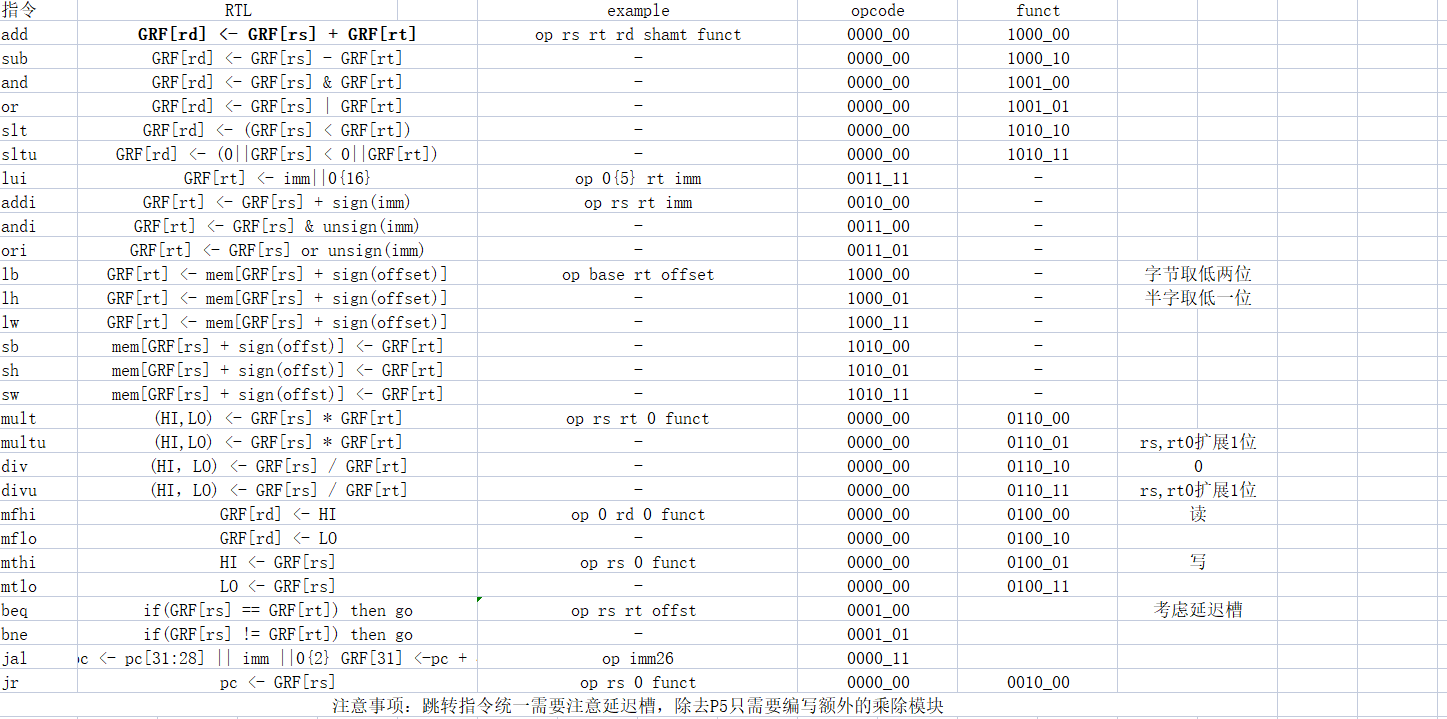 指令 RTL example opcode funct
add GRF[rd] <- GRF[rs] + GRF[rt] op rs rt rd shamt funct 0000_00 1000_00
sub GRF[rd] <- GRF[rs] - GRF[rt] - 0000_00 1000_10
and GRF[rd] <- GRF[rs] & GRF[rt] - 0000_00 1001_00
or GRF[rd] <- GRF[rs] | GRF[rt] - 0000_00 1001_01
slt GRF[rd] <- (GRF[rs] < GRF[rt]) - 0000_00 1010_10
sltu GRF[rd] <- (0||GRF[rs] < 0||GRF[rt]) - 0000_00 1010_11
lui GRF[rt] <- imm||0{16} op 0{5} rt imm 0011_11 -
addi GRF[rt] <- GRF[rs] + sign(imm) op rs rt imm 0010_00 -
andi GRF[rt] <- GRF[rs] & unsign(imm) - 0011_00 -
ori GRF[rt] <- GRF[rs] or unsign(imm) - 0011_01 -
lb GRF[rt] <- mem[GRF[rs] + sign(offset)] op base rt offset 1000_00 - 字节取低两位
lh GRF[rt] <- mem[GRF[rs] + sign(offset)] - 1000_01 - 半字取低一位
lw GRF[rt] <- mem[GRF[rs] + sign(offset)] - 1000_11 -
sb mem[GRF[rs] + sign(offst)] <- GRF[rt] - 1010_00 -
sh mem[GRF[rs] + sign(offst)] <- GRF[rt] - 1010_01 -
sw mem[GRF[rs] + sign(offst)] <- GRF[rt] - 1010_11 -
mult (HI,LO) <- GRF[rs] * GRF[rt] op rs rt 0 funct 0000_00 0110_00
multu (HI,LO) <- GRF[rs] * GRF[rt] - 0000_00 0110_01 rs,rt0扩展1位
div (HI, LO) <- GRF[rs] / GRF[rt] - 0000_00 0110_10 0
divu (HI, LO) <- GRF[rs] / GRF[rt] - 0000_00 0110_11 rs,rt0扩展1位
mfhi GRF[rd] <- HI op 0 rd 0 funct 0000_00 0100_00 读
mflo GRF[rd] <- LO - 0000_00 0100_10
mthi HI <- GRF[rs] op rs 0 funct 0000_00 0100_01 写
mtlo LO <- GRF[rs] - 0000_00 0100_11
beq if(GRF[rs] == GRF[rt]) then go op rs rt offst 0001_00 考虑延迟槽
bne if(GRF[rs] != GRF[rt]) then go - 0001_01
jal <- pc[31:28] || imm ||0{2} GRF[31] <-pc + op imm26 0000_11
jr pc <- GRF[rs] op rs 0 funct 0000_00 0010_00
注意事项：跳转指令统一需要注意延迟槽，除去P5只需要编写额外的乘除模块